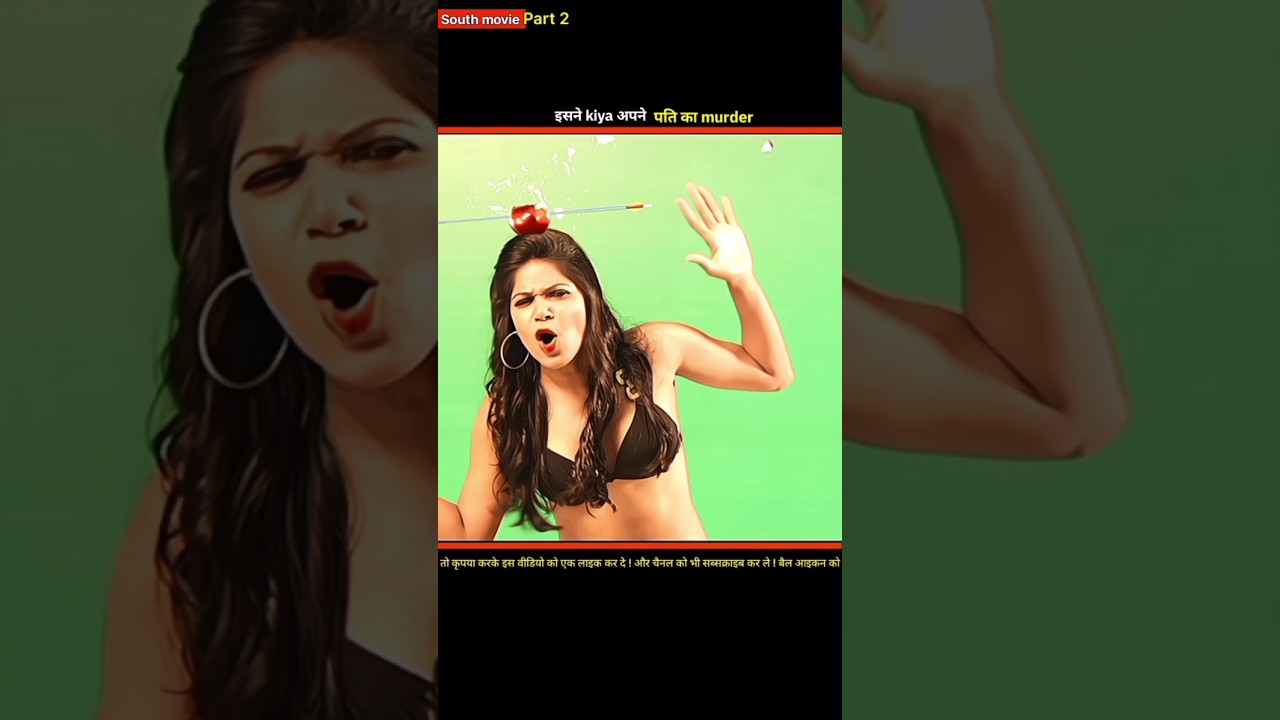 South movie Part 2
इसने kiya अपने पति का murder
तो कृपया करके इस वीडियो को एक लाइक कर दे ! और चैनल को भी सब्सक्राइब कर ले ! बैल आइकन को